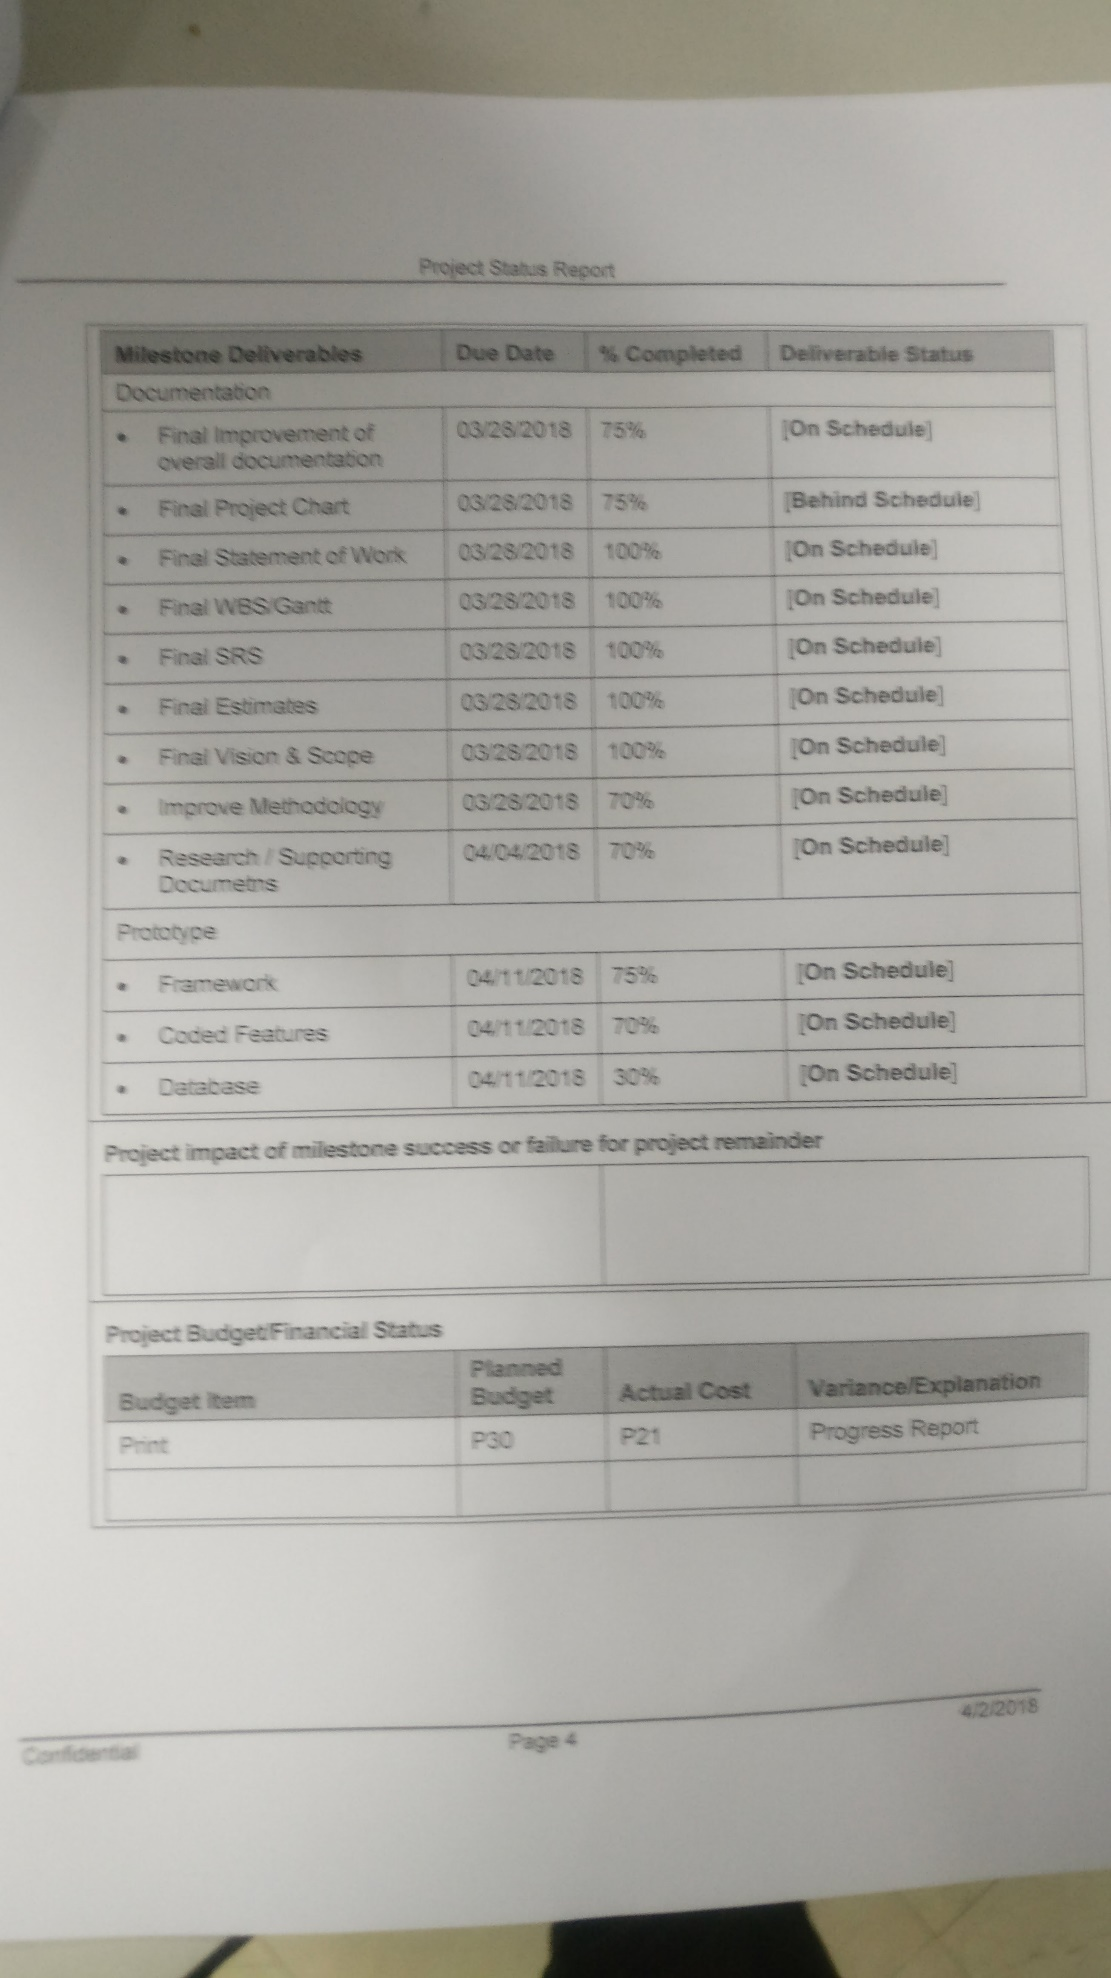 Project Status Report
Milestone Deliverables Due Date % Completed Deliverable Status
Documentation
• Final Improvement of overall documentation 03/28/2018 75% [On Schedule]
• Final Project Chart 03/28/2018 75% [Behind Schedule]
• Final Statement of Work 03/28/2018 100% [On Schedule]
• Final WBS/Gantt 03/28/2018 100% [On Schedule]
• Final SRS 03/28/2018 100% [On Schedule]
• Final Estimates 03/28/2018 100% [On Schedule]
• Final Vision & Scope 03/28/2018 100% [On Schedule]
• Improve Methodology 03/28/2018 70% [On Schedule]
• Research / Supporting Documetns 04/04/2018 70% [On Schedule]
Prototype
• Framework 04/11/2018 75% [On Schedule]
• Coded Features 04/11/2018 70% [On Schedule]
• Database 04/11/2018 30% [On Schedule]
Project impact of milestone success or failure for project remainder
Project Budget/Financial Status
Budget Item Planned Budget Actual Cost Variance/Explanation
Print P30 P21 Progress Report
Confidential Page 4 4/2/2018